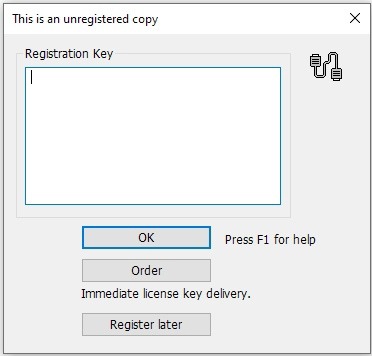 This is an unregistered copy
Registration Key
OK
Press F1 for help
Order
Immediate license key delivery.
Register later